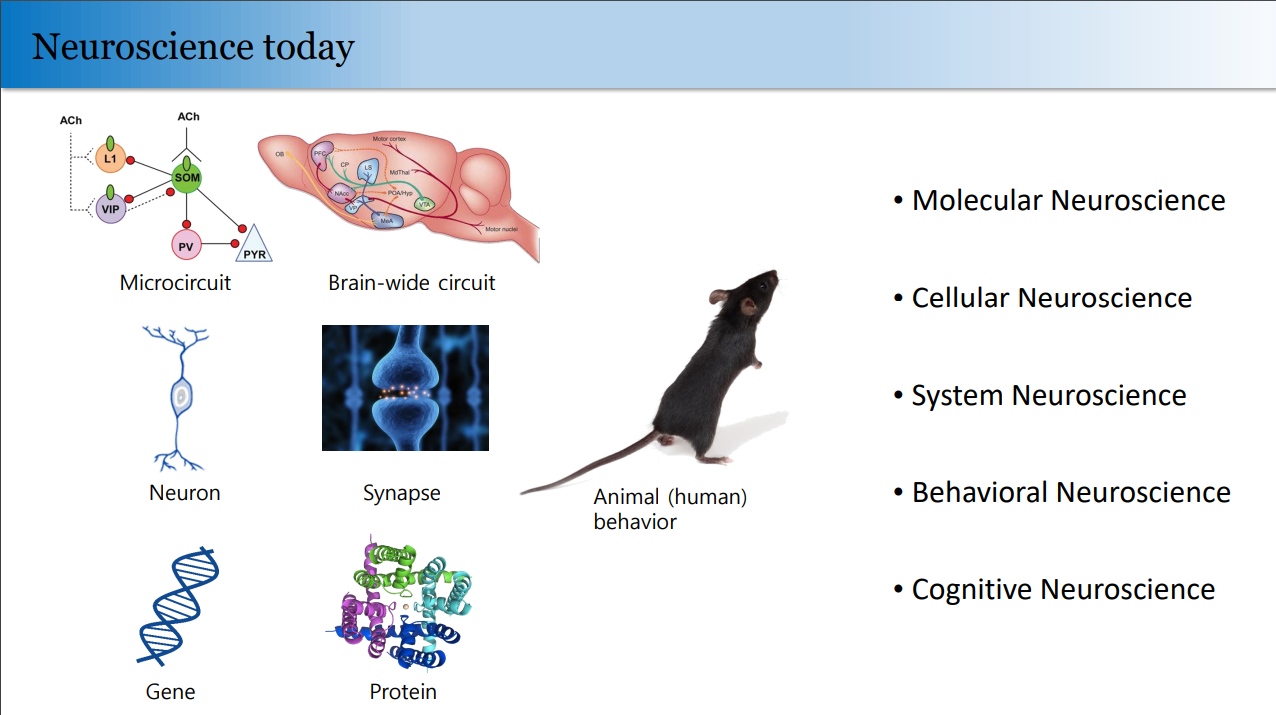 Neuroscience today
ACh
ACh
L1
SOM
VIP
PV
PYR
Microcircuit
Motor cortex
OB
PFC
CP
LS
MdThal
NAcc
POA/Hyp
VP
VTA
MeA
Motor nuclei
Brain-wide circuit
Neuron
Synapse
Animal (human)
behavior
Gene
Protein
• Molecular Neuroscience
• Cellular Neuroscience
• System Neuroscience
• Behavioral Neuroscience
• Cognitive Neuroscience